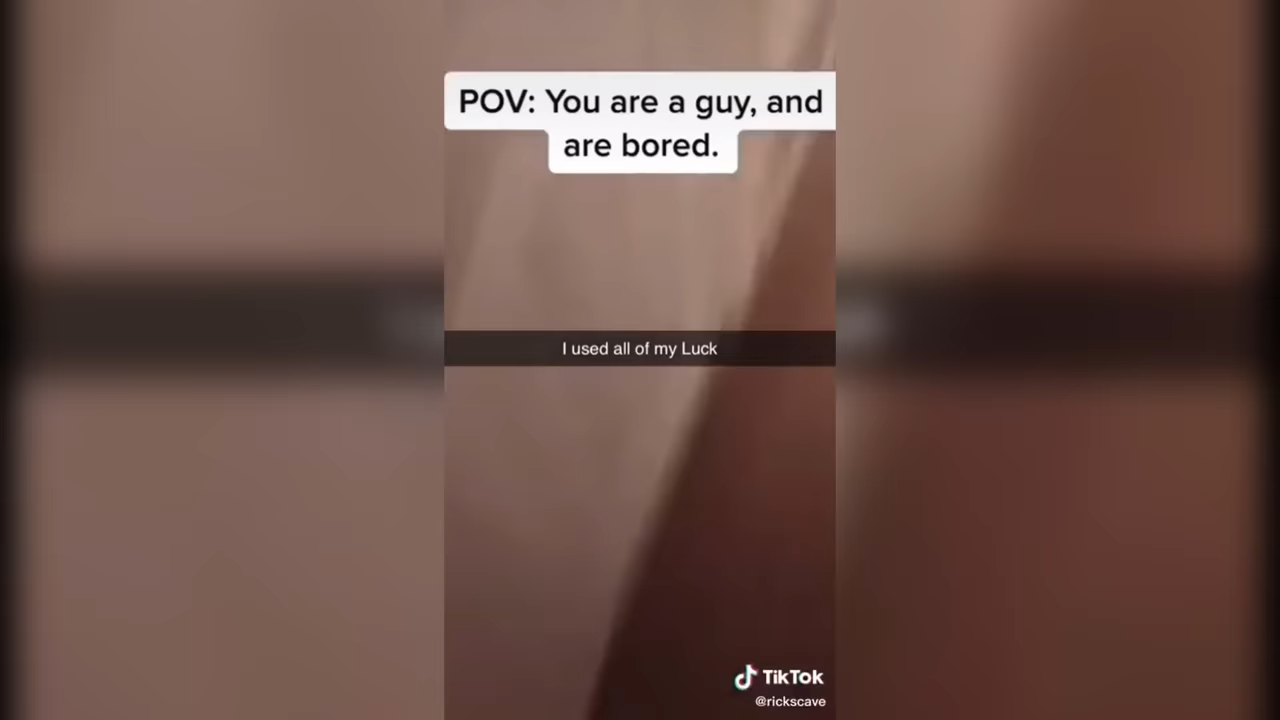 POV: You are a guy, and
are bored.
I used all of my Luck
TikTok
@rickscave